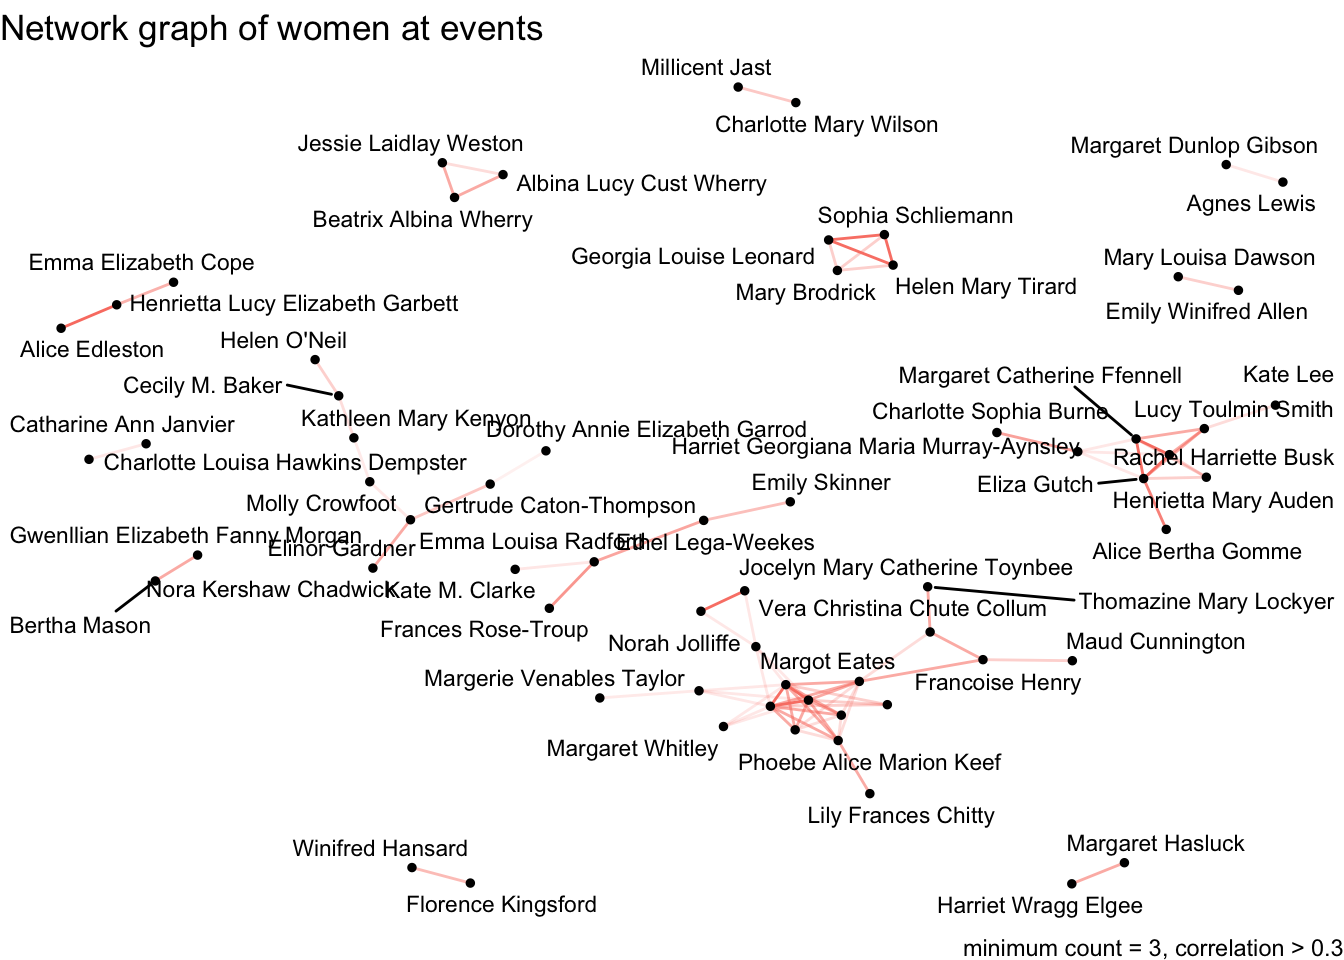 Network graph of women at events
Millicent Jast
Charlotte Mary Wilson
Jessie Laidlay Weston
Margaret Dunlop Gibson
Albina Lucy Cust Wherry
Agnes Lewis
Beatrix Albina Wherry
Sophia Schliemann
Georgia Louise Leonard
Mary Louisa Dawson
Emma Elizabeth Cope
Mary Brodrick
Helen Mary Tirard
Henrietta Lucy Elizabeth Garbett
Emily Winifred Allen
Alice Edleston
Helen O'Neil
Margaret Catherine Ffennell
Kate Lee
Cecily M. Baker
Charlotte Sophia Burne
Lucy Toulmin Smith
Catharine Ann Janvier
Kathleen Mary Kenyon
Dorothy Annie Elizabeth Garrod
Harriet Georgiana Maria Murray-Aynsley
Rachel Harriette Busk
Charlotte Louisa Hawkins Dempster
Emily Skinner
Eliza Gutch
Henrietta Mary Auden
Molly Crowfoot
Gertrude Caton-Thompson
Gwenllian Elizabeth Fanny Morgan
Elinor Gardner
Emma Louisa Radford
Ethel Lega-Weekes
Alice Bertha Gomme
Jocelyn Mary Catherine Toynbee
Nora Kershaw Chadwick
Kate M. Clarke
Thomazine Mary Lockyer
Vera Christina Chute Collum
Bertha Mason
Frances Rose-Troup
Norah Jolliffe
Maud Cunnington
Margot Eates
Margerie Venables Taylor
Francoise Henry
Margaret Whitley
Phoebe Alice Marion Keef
Lily Frances Chitty
Winifred Hansard
Margaret Hasluck
Florence Kingsford
Harriet Wragg Elgee
minimum count = 3, correlation > 0.3